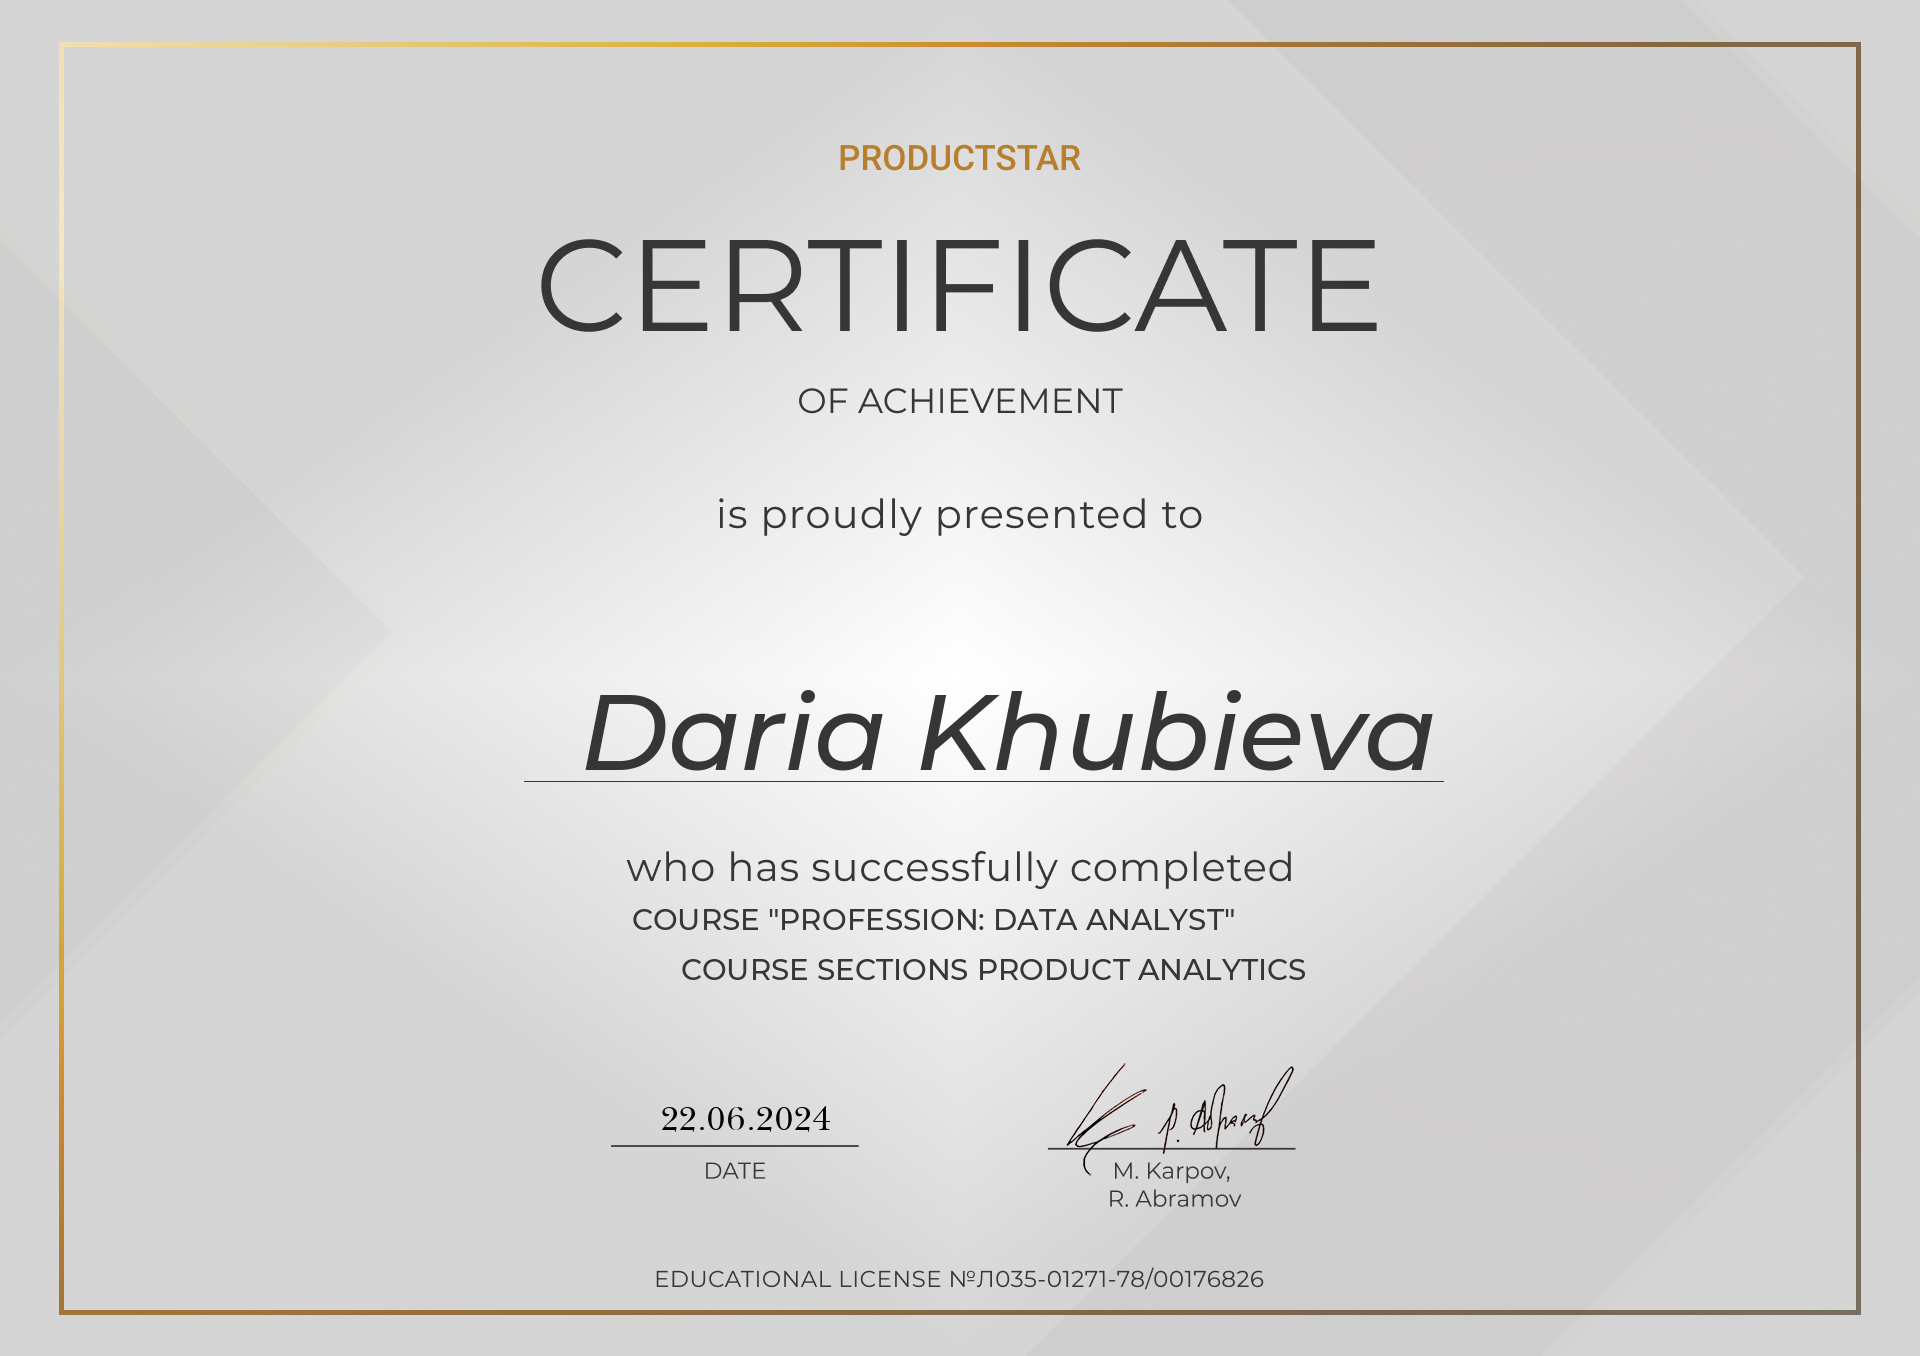 PRODUCTSTAR
CERTIFICATE
OF ACHIEVEMENT
is proudly presented to
Daria Khubieva
who has successfully completed
COURSE "PROFESSION: DATA ANALYST"
COURSE SECTIONS PRODUCT ANALYTICS
22.06.2024
DATE
M. Karpov,
R. Abramov
EDUCATIONAL LICENSE №Л035-01271-78/00176826